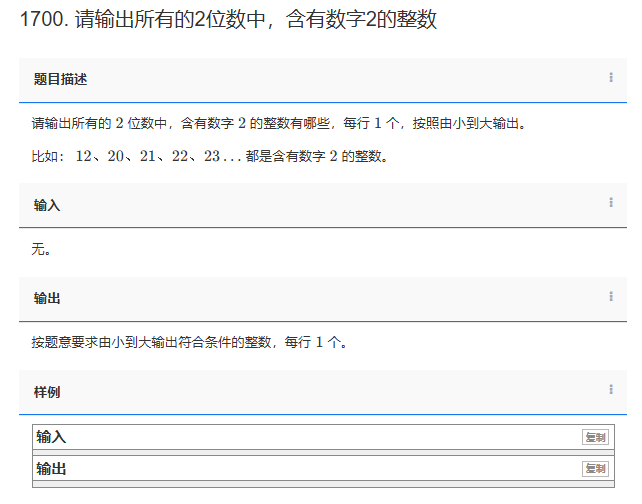 1700. 请输出所有的2位数中，含有数字2的整数
题目描述
请输出所有的 2 位数中，含有数字 2 的整数有哪些，每行 1 个，按照由小到大输出。
比如： 12、20、21、22、23... 都是含有数字 2 的整数。
输入
无。
输出
按题意要求由小到大输出符合条件的整数，每行 1 个。
样例
输入 复制
输出 复制